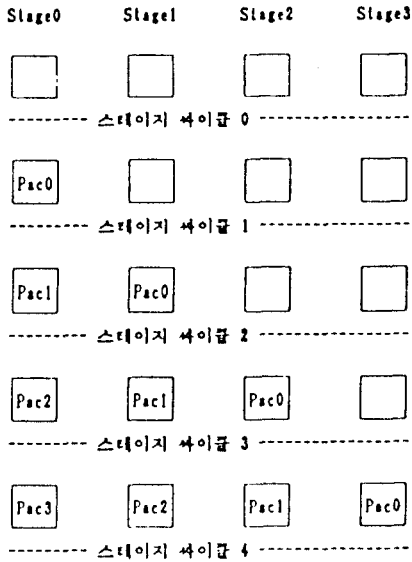 Stage0 Stage1 Stage2 Stage3
-------- 스테이지 싸이클 0 ----------------
Pac0
-------- 스테이지 싸이클 1 ----------------
Pac1 Pac0
-------- 스테이지 싸이클 2 ----------------
Pac2 Pac1 Pac0
-------- 스테이지 싸이클 3 ----------------
Pac3 Pac2 Pac1 Pac0
-------- 스테이지 싸이클 4 ----------------